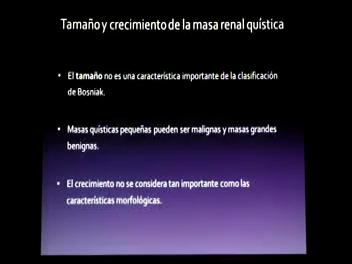 Tamaño y crecimiento de la masa renal quística
• El tamaño no es una característica importante de la clasificación
de Bosniak.
• Masas quísticas pequeñas pueden ser malignas y masas grandes
benignas.
• El crecimiento no se considera tan importante como las
características morfológicas.